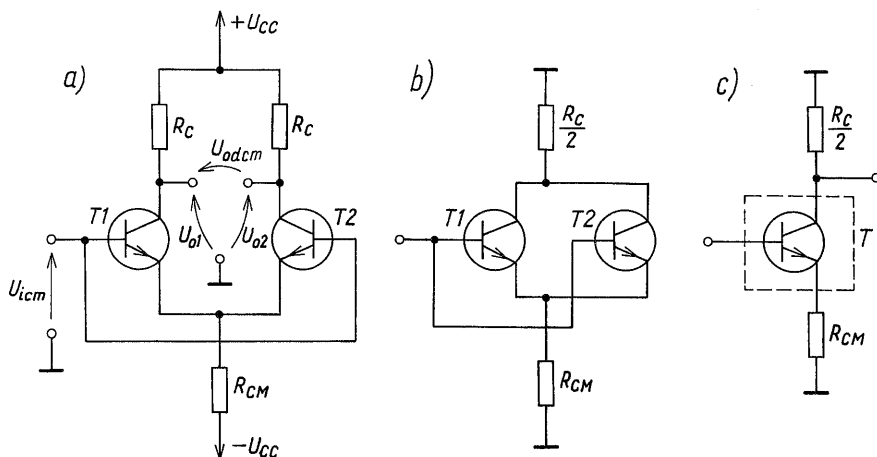 +U_CC
a)
b)
c)
R_C
R_C
R_C/2
R_C/2
U_odcm
T1
T2
T1
T2
U_o1
U_o2
T
U_icm
R_CM
R_CM
R_CM
-U_CC